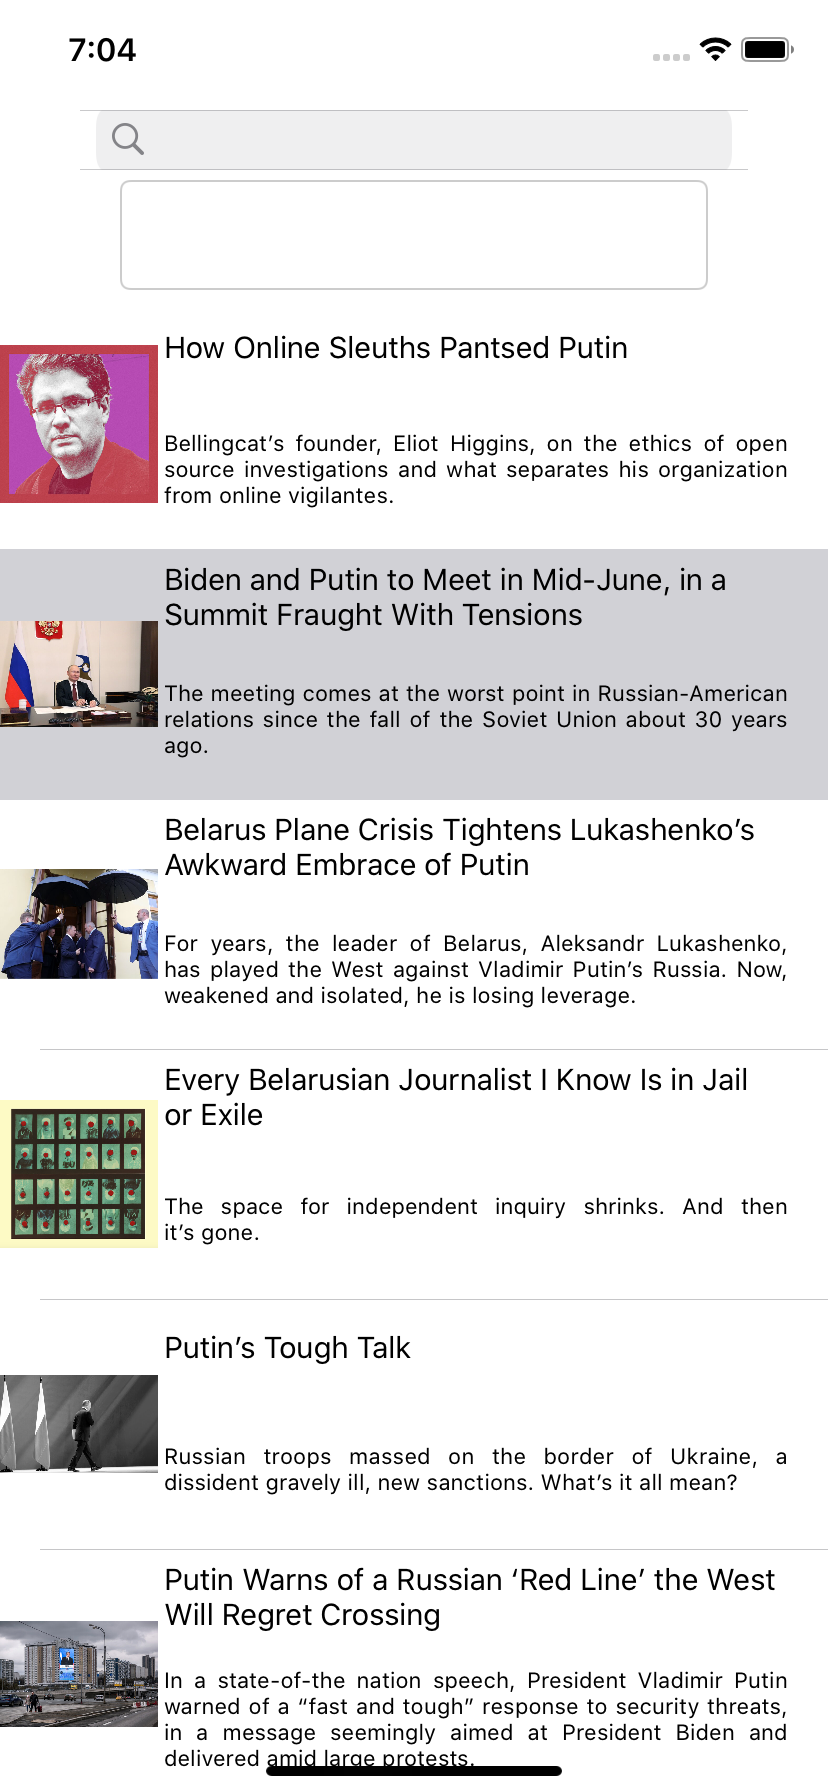 7:04
How Online Sleuths Pantsed Putin
Bellingcat’s founder, Eliot Higgins, on the ethics of open
source investigations and what separates his organization
from online vigilantes.
Biden and Putin to Meet in Mid-June, in a
Summit Fraught With Tensions
The meeting comes at the worst point in Russian-American
relations since the fall of the Soviet Union about 30 years
ago.
Belarus Plane Crisis Tightens Lukashenko’s
Awkward Embrace of Putin
For years, the leader of Belarus, Aleksandr Lukashenko,
has played the West against Vladimir Putin’s Russia. Now,
weakened and isolated, he is losing leverage.
Every Belarusian Journalist I Know Is in Jail
or Exile
The space for independent inquiry shrinks. And then
it’s gone.
Putin’s Tough Talk
Russian troops massed on the border of Ukraine, a
dissident gravely ill, new sanctions. What’s it all mean?
Putin Warns of a Russian ‘Red Line’ the West
Will Regret Crossing
In a state-of-the nation speech, President Vladimir Putin
warned of a “fast and tough” response to security threats,
in a message seemingly aimed at President Biden and
delivered amid large protests.